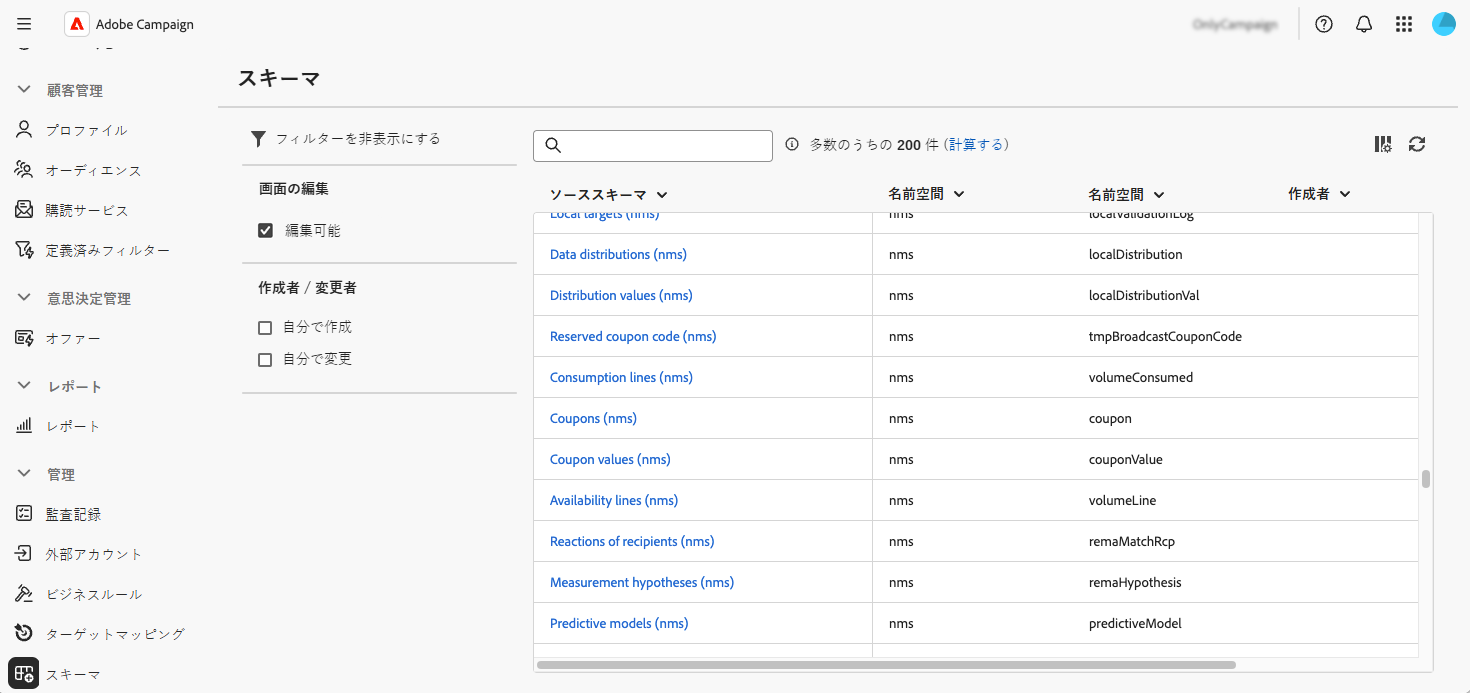 Adobe Campaign
OnlyCampaign
スキーマ
顧客管理
プロファイル
オーディエンス
購読サービス
定義済みフィルター
意思決定管理
オファー
レポート
レポート
管理
監査記録
外部アカウント
ビジネスルール
ターゲットマッピング
スキーマ
フィルターを非表示にする
画面の編集
編集可能
作成者 / 変更者
自分で作成
自分で変更
多数のうちの 200 件 (計算する)
ソーススキーマ 名前空間 名前空間 作成者
Local targets (nms) nms localValidationLog
Data distributions (nms) nms localDistribution
Distribution values (nms) nms localDistributionVal
Reserved coupon code (nms) nms tmpBroadcastCouponCode
Consumption lines (nms) nms volumeConsumed
Coupons (nms) nms coupon
Coupon values (nms) nms couponValue
Availability lines (nms) nms volumeLine
Reactions of recipients (nms) nms remaMatchRcp
Measurement hypotheses (nms) nms remaHypothesis
Predictive models (nms) nms predictiveModel